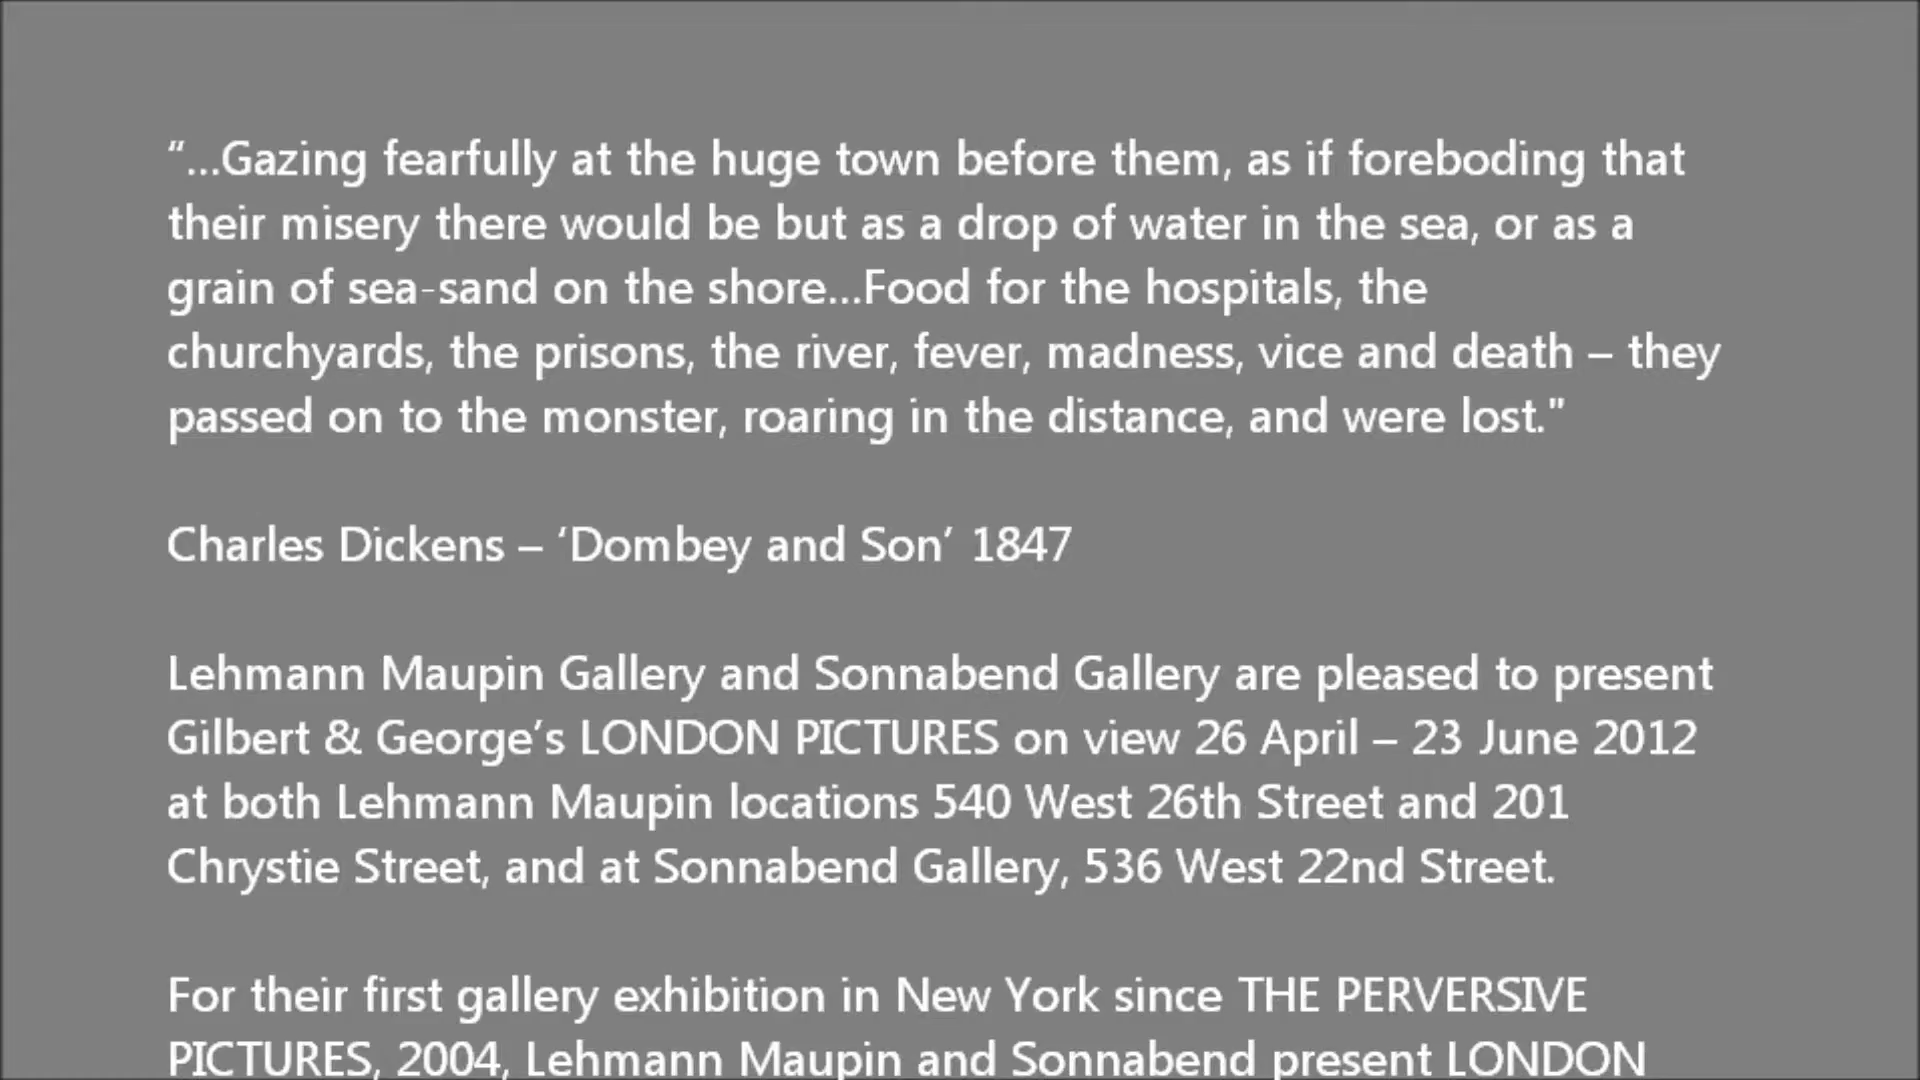 “...Gazing fearfully at the huge town before them, as if foreboding that
their misery there would be but as a drop of water in the sea, or as a
grain of sea-sand on the shore...Food for the hospitals, the
churchyards, the prisons, the river, fever, madness, vice and death – they
passed on to the monster, roaring in the distance, and were lost."
Charles Dickens – ‘Dombey and Son’ 1847
Lehmann Maupin Gallery and Sonnabend Gallery are pleased to present
Gilbert & George’s LONDON PICTURES on view 26 April – 23 June 2012
at both Lehmann Maupin locations 540 West 26th Street and 201
Chrystie Street, and at Sonnabend Gallery, 536 West 22nd Street.
For their first gallery exhibition in New York since THE PERVERSIVE
PICTURES, 2004, Lehmann Maupin and Sonnabend present LONDON